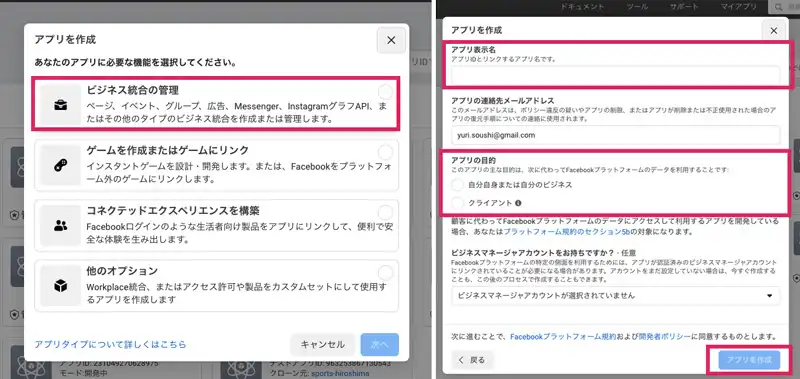 アプリを作成
あなたのアプリに必要な機能を選択してください。
ビジネス統合の管理
ページ、イベント、グループ、広告、Messenger、InstagramグラフAPI、ま
たはその他のタイプのビジネス統合を作成または管理します。
ゲームを作成またはゲームにリンク
インスタントゲームを設計・開発します。または、Facebookをプラットフォ
ーム外のゲームにリンクします。
コネクテッドエクスペリエンスを構築
Facebookログインのような生活者向け製品をアプリにリンクして、便利で安
全な体験を生み出します。
他のオプション
Workplace統合、またはアクセス許可や製品をカスタムセットにして使用す
るアプリを作成します
アプリタイプについて詳しくはこちら
キャンセル
次へ
モード:開発中
クローン元: sports-hiroshima
ドキュメント
ツール
サポート
マイアプリ
アプリを作成
アプリ表示名
アプリIDとリンクするアプリ名です。
アプリの連絡先メールアドレス
このメールアドレスは、ポリシー違反の疑いやアプリの制限、またはアプリが削除または不正使用された場合のア
プリの復元手順についての連絡に使用されます。
yuri.soushi@gmail.com
アプリの目的
このアプリの主な目的は、次に代わってFacebookプラットフォームのデータを利用することです:
自分自身または自分のビジネス
クライアント
顧客に代わってFacebookプラットフォームのデータにアクセスして利用するアプリを開発している
場合、あなたはプラットフォーム規約のセクション5bの対象になります。
ビジネスマネージャアカウントをお持ちですか?・任意
Facebookプラットフォームの特定の側面を利用するためには、アプリが認証済みのビジネスマネージャアカウント
にリンクされていることが必要になる場合があります。アカウントをまだ設定していない場合は、今すぐ作成すること
も、この後のプロセスで作成することもできます。
ビジネスマネージャアカウントが選択されていません
次に進むことで、Facebookプラットフォーム規約および開発者ポリシーに同意するものとします。
戻る
アプリを作成